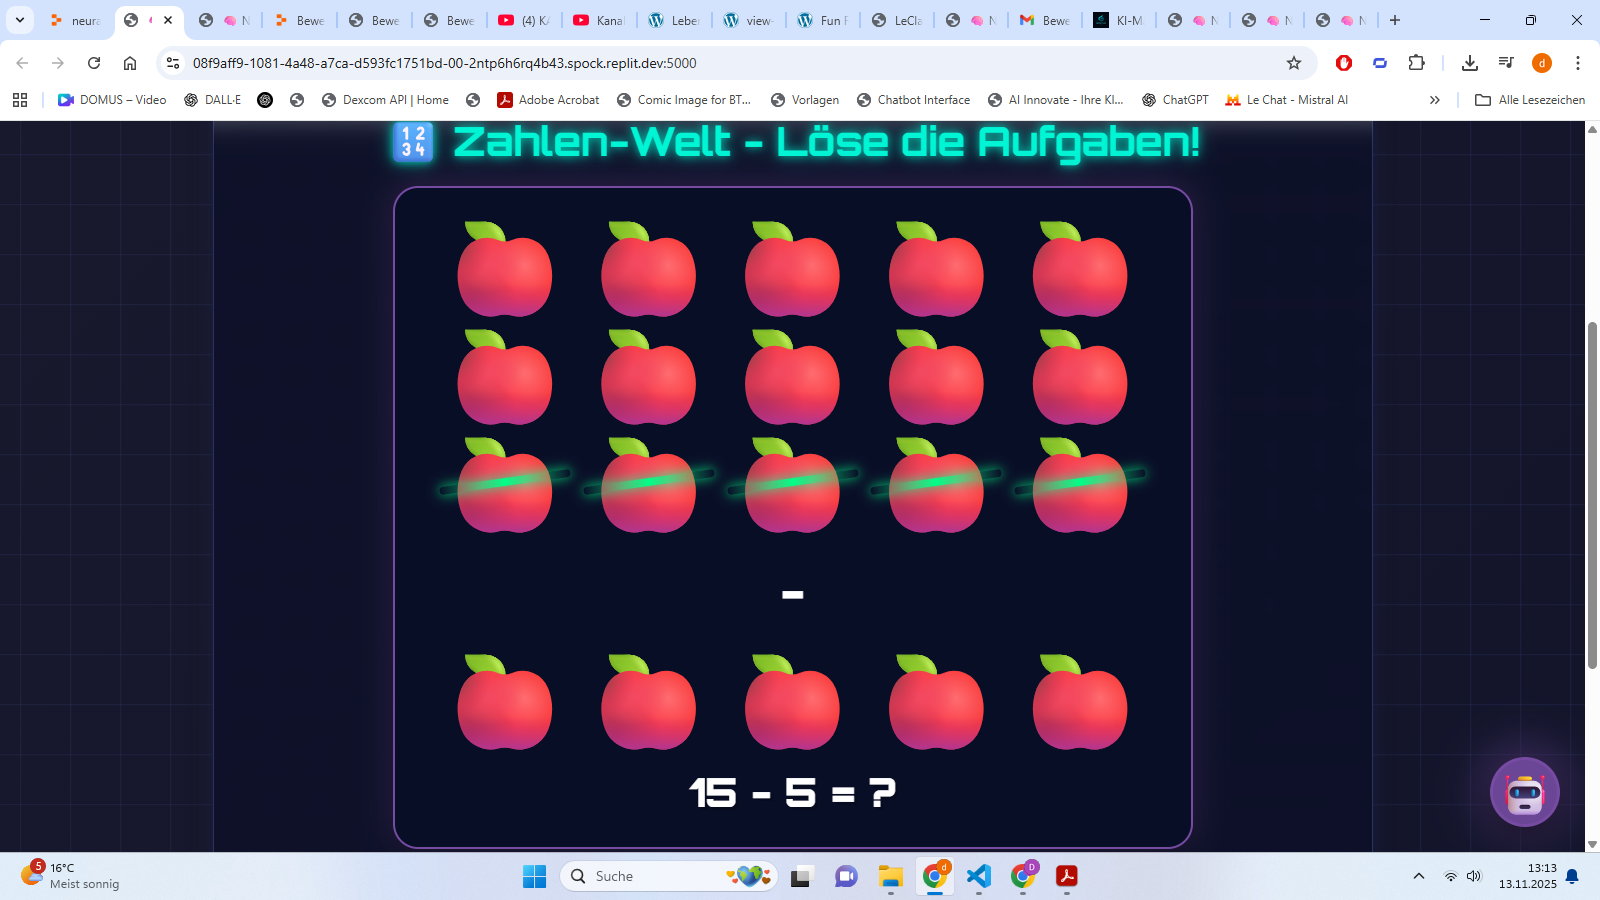 neura
N
Bewe
Bewe
Bewe
(4) KA
Kana
Leber
view-
Fun F
LeCla
N
Bewe
KI-M
N
N
N
08f9aff9-1081-4a48-a7ca-d593fc1751bd-00-2ntp6h6rq4b43.spock.replit.dev:5000
d
DOMUS – Video
DALL·E
Dexcom API | Home
Adobe Acrobat
Comic Image for BT...
Vorlagen
Chatbot Interface
AI Innovate - Ihre KI...
ChatGPT
Le Chat - Mistral AI
»
Alle Lesezeichen
1 2 3 4 Zahlen-Welt - Löse die Aufgaben!
-
15 - 5 = ?
5
16°C
Meist sonnig
Suche
d
D
13:13
13.11.2025